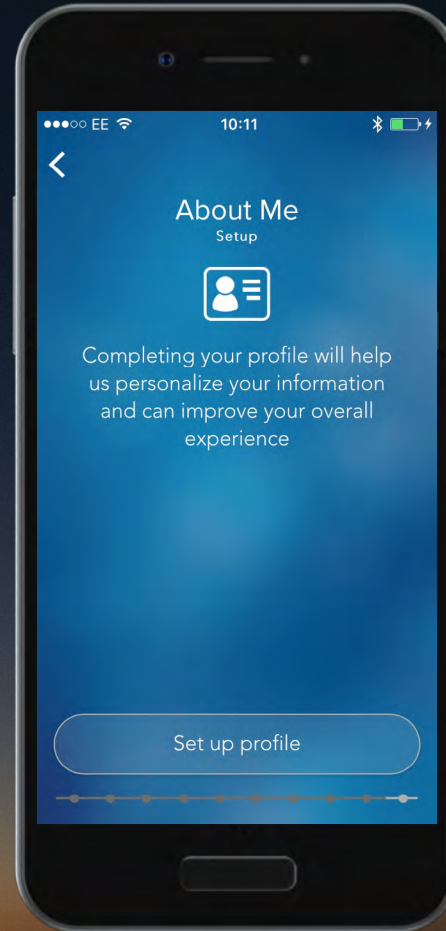 EE 10:11
About Me
Setup
Completing your profile will help
us personalize your information
and can improve your overall
experience
Set up profile